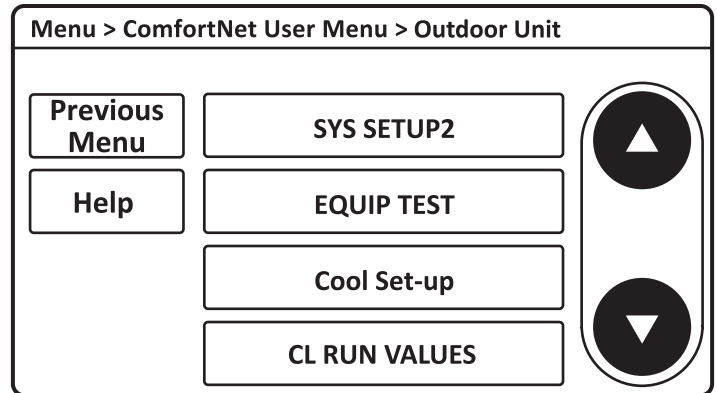 Menu > ComfortNet User Menu > Outdoor Unit
Previous
Menu
Help
SYS SETUP2
EQUIP TEST
Cool Set-up
CL RUN VALUES